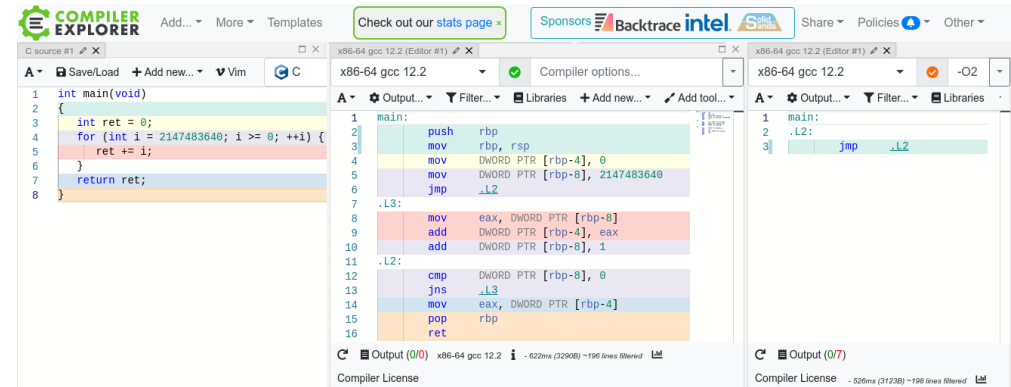 COMPILER EXPLORER
Add... More Templates
Check out our stats page ×
Sponsors Backtrace intel. Solid Sands
Share Policies Other
C source #1
A Save/Load + Add new... Vim C
1 int main(void)
2 {
3 int ret = 0;
4 for (int i = 2147483640; i >= 0; ++i) {
5 ret += i;
6 }
7 return ret;
8 }
x86-64 gcc 12.2 (Editor #1)
x86-64 gcc 12.2 Compiler options...
A Output... Filter... Libraries + Add new... Add tool...
1 main:
2 push rbp
3 mov rbp, rsp
4 mov DWORD PTR [rbp-4], 0
5 mov DWORD PTR [rbp-8], 2147483640
6 jmp .L2
7 .L3:
8 mov eax, DWORD PTR [rbp-8]
9 add DWORD PTR [rbp-4], eax
10 add DWORD PTR [rbp-8], 1
11 .L2:
12 cmp DWORD PTR [rbp-8], 0
13 jns .L3
14 mov eax, DWORD PTR [rbp-4]
15 pop rbp
16 ret
Output (0/0) x86-64 gcc 12.2 i - 622ms (3290B) ~196 lines filtered
Compiler License
x86-64 gcc 12.2 (Editor #1)
x86-64 gcc 12.2 -O2
A Output... Filter... Libraries
1 main:
2 .L2:
3 jmp .L2
Output (0/7)
Compiler License - 526ms (3123B) ~198 lines filtered